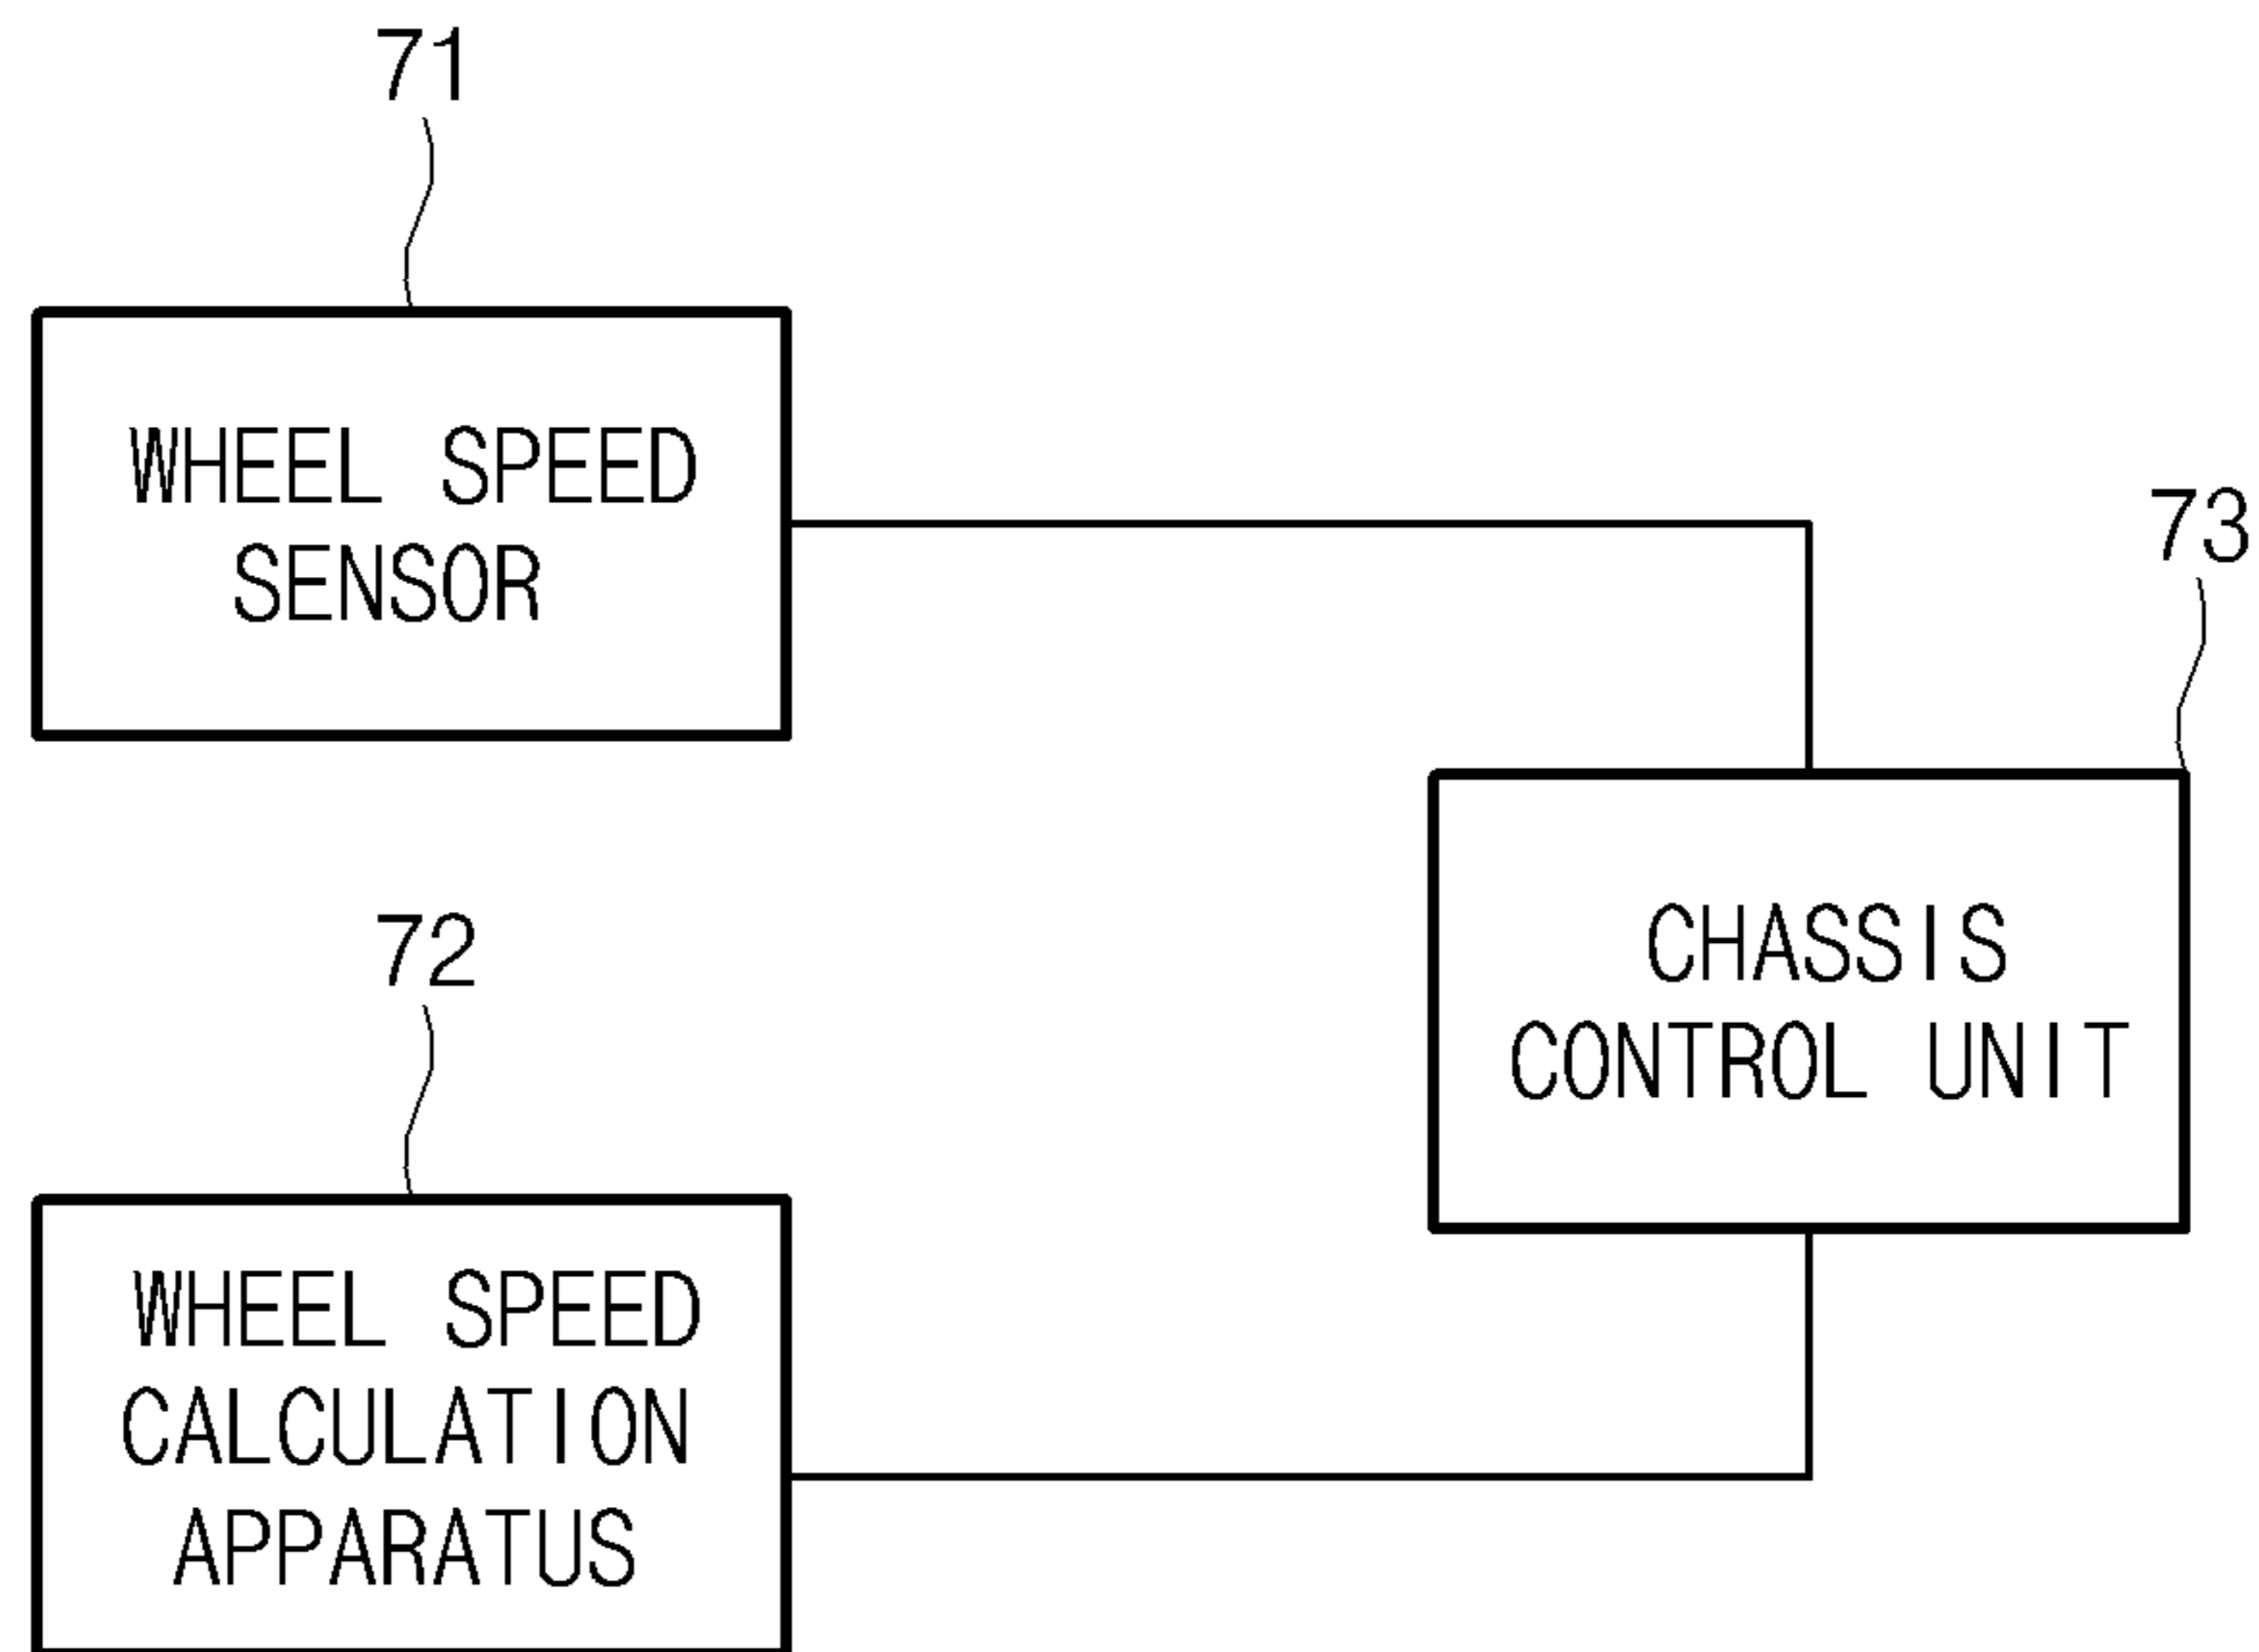 71
WHEEL SPEED
SENSOR
73
CHASSIS
CONTROL UNIT
72
WHEEL SPEED
CALCULATION
APPARATUS